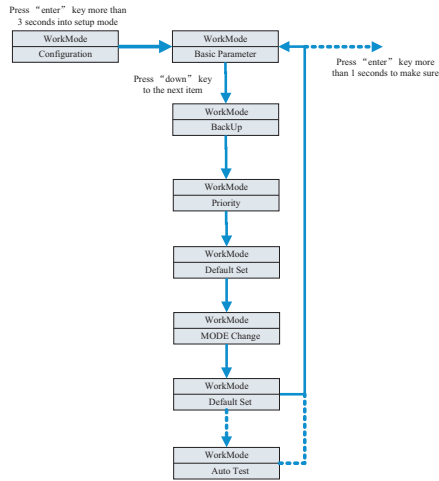 Press “enter” key more than
3 seconds into setup mode
WorkMode
Configuration
WorkMode
Basic Parameter
Press “enter” key more
than 1 seconds to make sure
Press “down” key
to the next item
WorkMode
BackUp
WorkMode
Priority
WorkMode
Default Set
WorkMode
MODE Change
WorkMode
Default Set
WorkMode
Auto Test